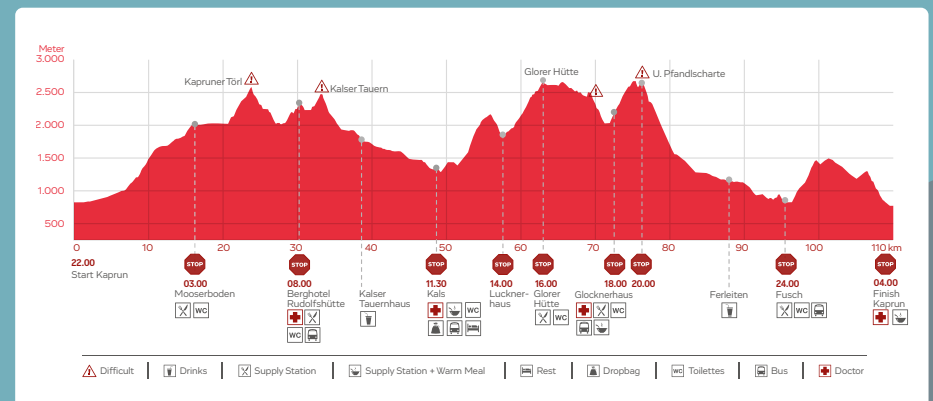 Meter
3.000
2.500
2.000
1.500
1.000
500
Kapruner Törl
Kalser Tauern
Glorer Hütte
U. Pfandlscharte
0 10 20 30 40 50 60 70 80 90 100 110 km
22.00
Start Kaprun
STOP
03.00
Mooserboden
WC
STOP
08.00
Berghotel
Rudolfshütte
WC
Kalser
Tauernhaus
STOP
11.30
Kals
STOP
14.00
Luckner-
haus
STOP
16.00
Glorer
Hütte
WC
STOP
18.00
STOP
20.00
Glocknerhaus
WC
Ferleiten
STOP
24.00
Fusch
WC
STOP
04.00
Finish
Kaprun
Difficult
Drinks
Supply Station
Supply Station + Warm Meal
Rest
Dropbag
WC Toilettes
Bus
Doctor